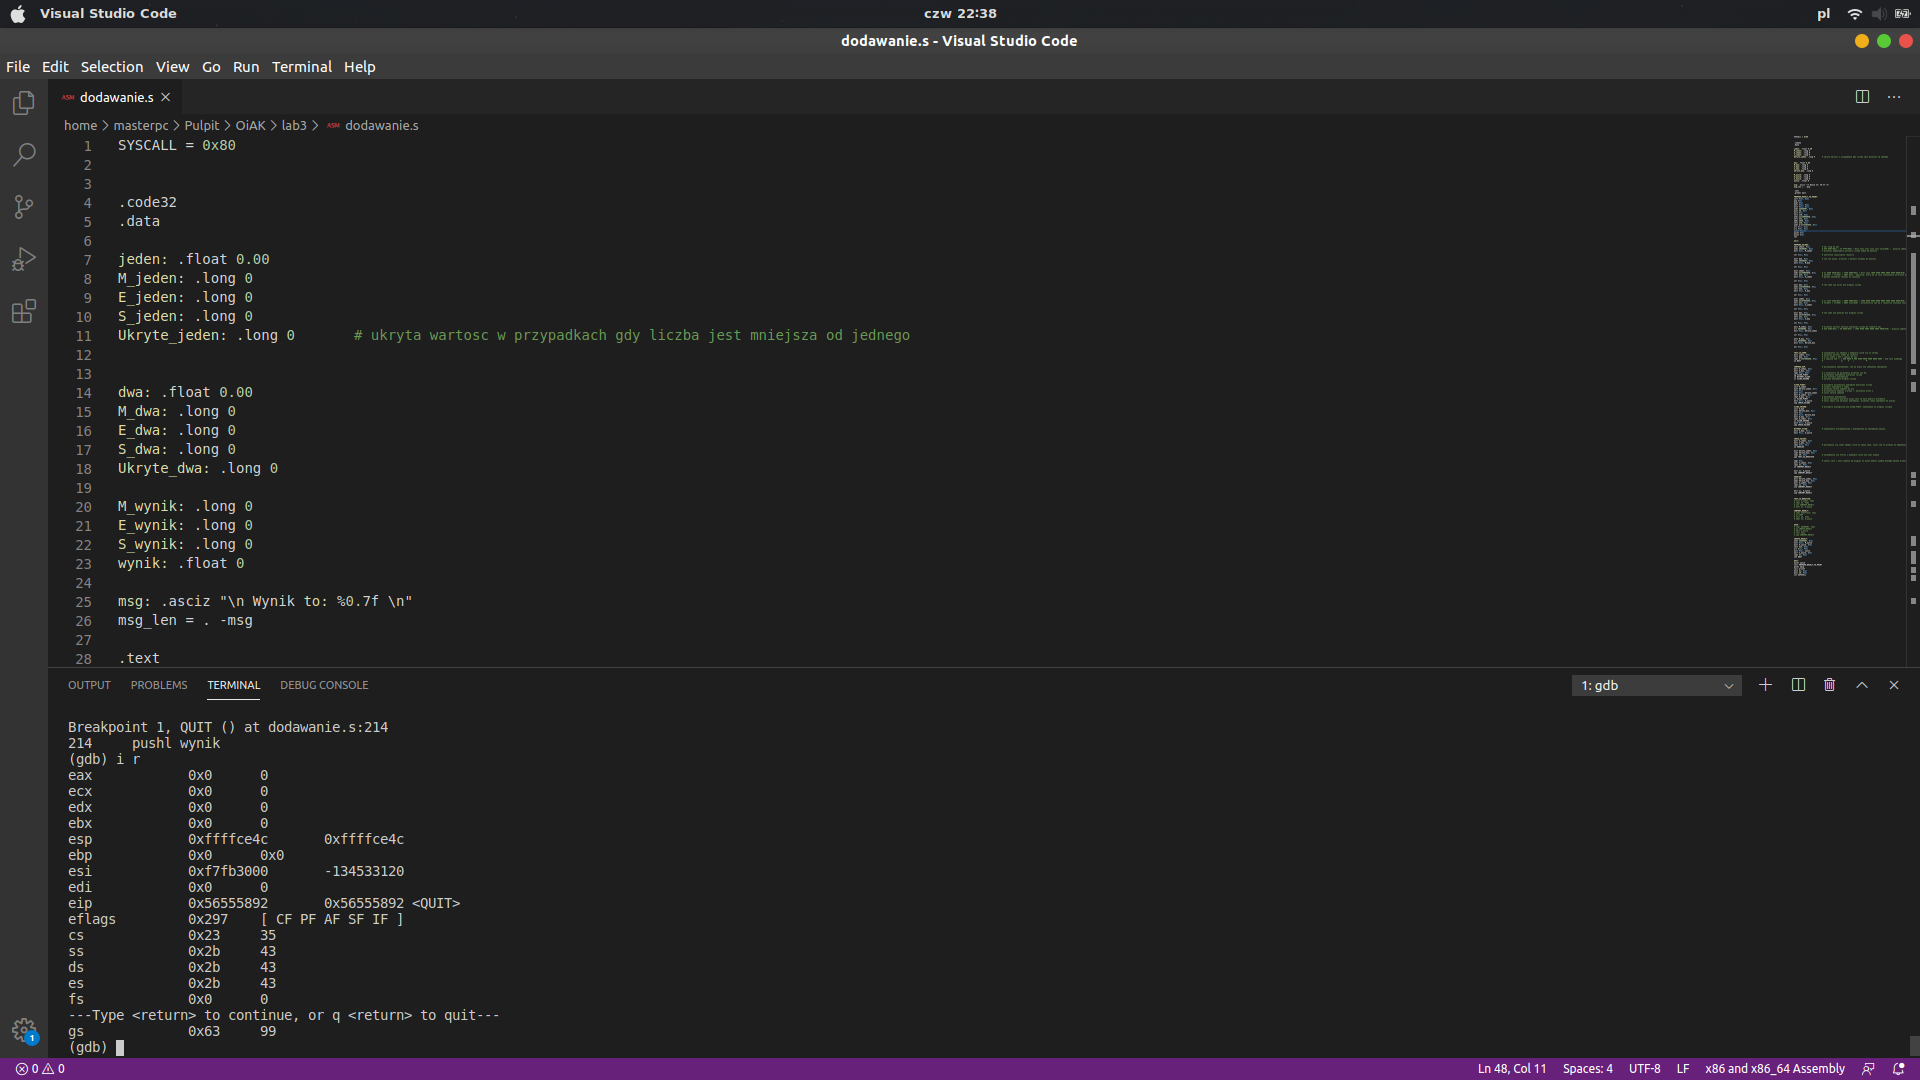 Visual Studio Code
czw 22:38
pl
dodawanie.s - Visual Studio Code
File Edit Selection View Go Run Terminal Help
ASM dodawanie.s
home > masterpc > Pulpit > OiAK > lab3 > ASM dodawanie.s
1 SYSCALL = 0x80
2
3
4 .code32
5 .data
6
7 jeden: .float 0.00
8 M_jeden: .long 0
9 E_jeden: .long 0
10 S_jeden: .long 0
11 Ukryte_jeden: .long 0 # ukryta wartosc w przypadkach gdy liczba jest mniejsza od jednego
12
13
14 dwa: .float 0.00
15 M_dwa: .long 0
16 E_dwa: .long 0
17 S_dwa: .long 0
18 Ukryte_dwa: .long 0
19
20 M_wynik: .long 0
21 E_wynik: .long 0
22 S_wynik: .long 0
23 wynik: .float 0
24
25 msg: .asciz "\n Wynik to: %0.7f \n"
26 msg_len = . -msg
27
28 .text
OUTPUT PROBLEMS TERMINAL DEBUG CONSOLE
1: gdb
Breakpoint 1, QUIT () at dodawanie.s:214
214 pushl wynik
(gdb) i r
eax 0x0 0
ecx 0x0 0
edx 0x0 0
ebx 0x0 0
esp 0xffffce4c 0xffffce4c
ebp 0x0 0x0
esi 0xf7fb3000 -134533120
edi 0x0 0
eip 0x56555892 0x56555892 <QUIT>
eflags 0x297 [ CF PF AF SF IF ]
cs 0x23 35
ss 0x2b 43
ds 0x2b 43
es 0x2b 43
fs 0x0 0
---Type <return> to continue, or q <return> to quit---
gs 0x63 99
(gdb)
1
0 0
Ln 48, Col 11 Spaces: 4 UTF-8 LF x86 and x86_64 Assembly